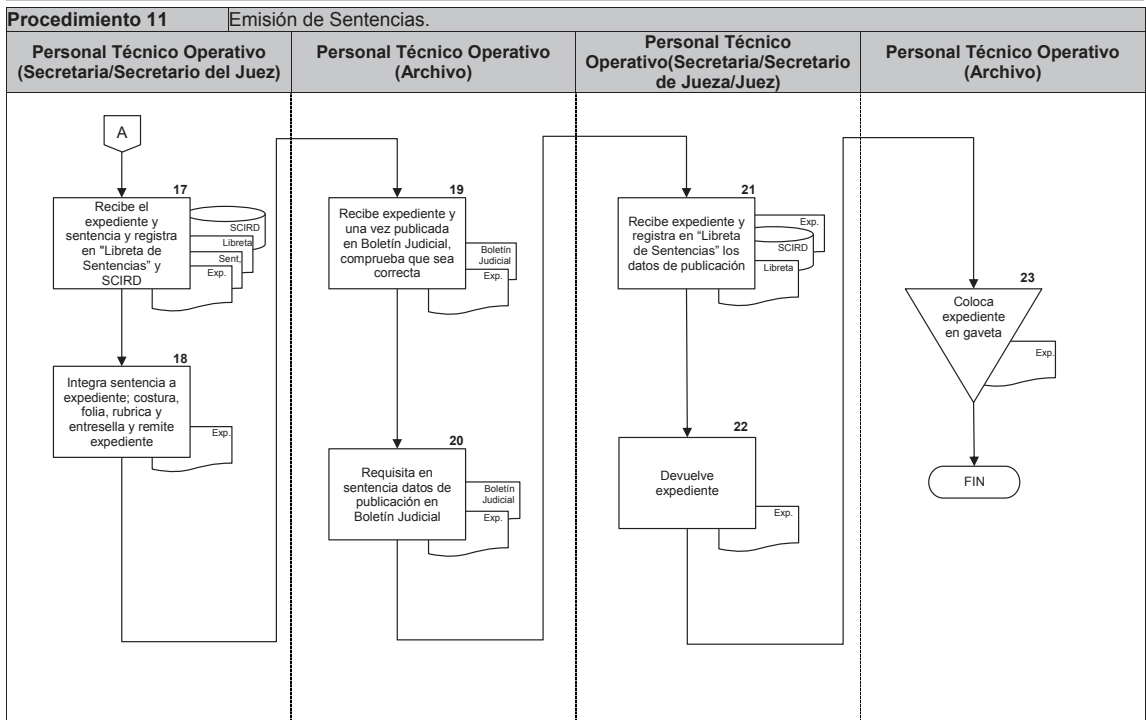 Procedimiento 11 Emisión de Sentencias.
Personal Técnico Operativo
(Secretaria/Secretario del Juez)
Personal Técnico Operativo
(Archivo)
Personal Técnico
Operativo(Secretaria/Secretario
de Jueza/Juez)
Personal Técnico Operativo
(Archivo)
A
17
Recibe el
expediente y
sentencia y registra
en "Libreta de
Sentencias” y
SCIRD
SCIRD
Libreta
Sent.
Exp.
18
Integra sentencia a
expediente; costura,
folia, rubrica y
entresella y remite
expediente
Exp.
19
Recibe expediente y
una vez publicada
en Boletín Judicial,
comprueba que sea
correcta
Boletín
Judicial
Exp.
20
Requisita en
sentencia datos de
publicación en
Boletín Judicial
Boletín
Judicial
Exp.
21
Recibe expediente y
registra en “Libreta
de Sentencias” los
datos de publicación
Exp.
SCIRD
Libreta
22
Devuelve
expediente
Exp.
23
Coloca
expediente
en gaveta
Exp.
FIN